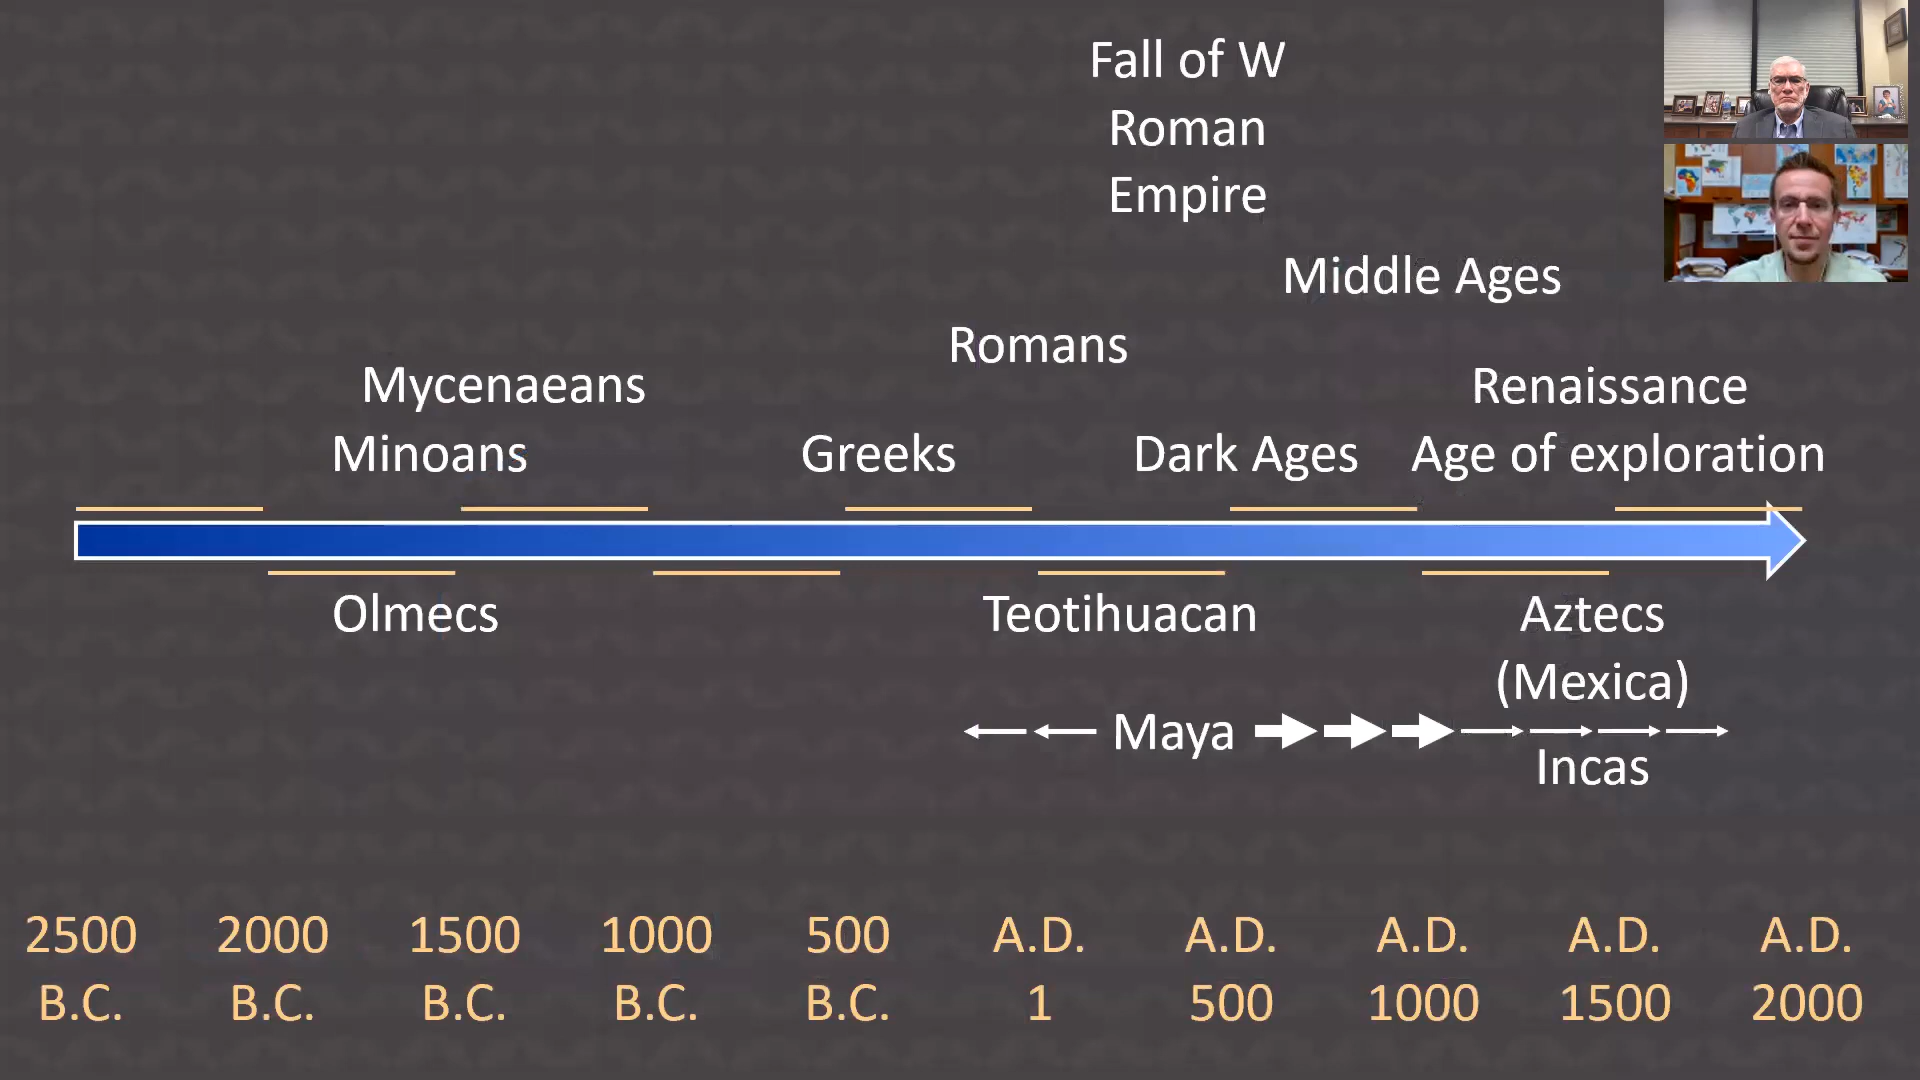 Fall of W
Roman
Empire
Middle Ages
Romans
Mycenaeans
Renaissance
Minoans
Greeks
Dark Ages
Age of exploration
Olmecs
Teotihuacan
Aztecs
(Mexica)
Maya
Incas
2500
B.C.
2000
B.C.
1500
B.C.
1000
B.C.
500
B.C.
A.D.
1
A.D.
500
A.D.
1000
A.D.
1500
A.D.
2000